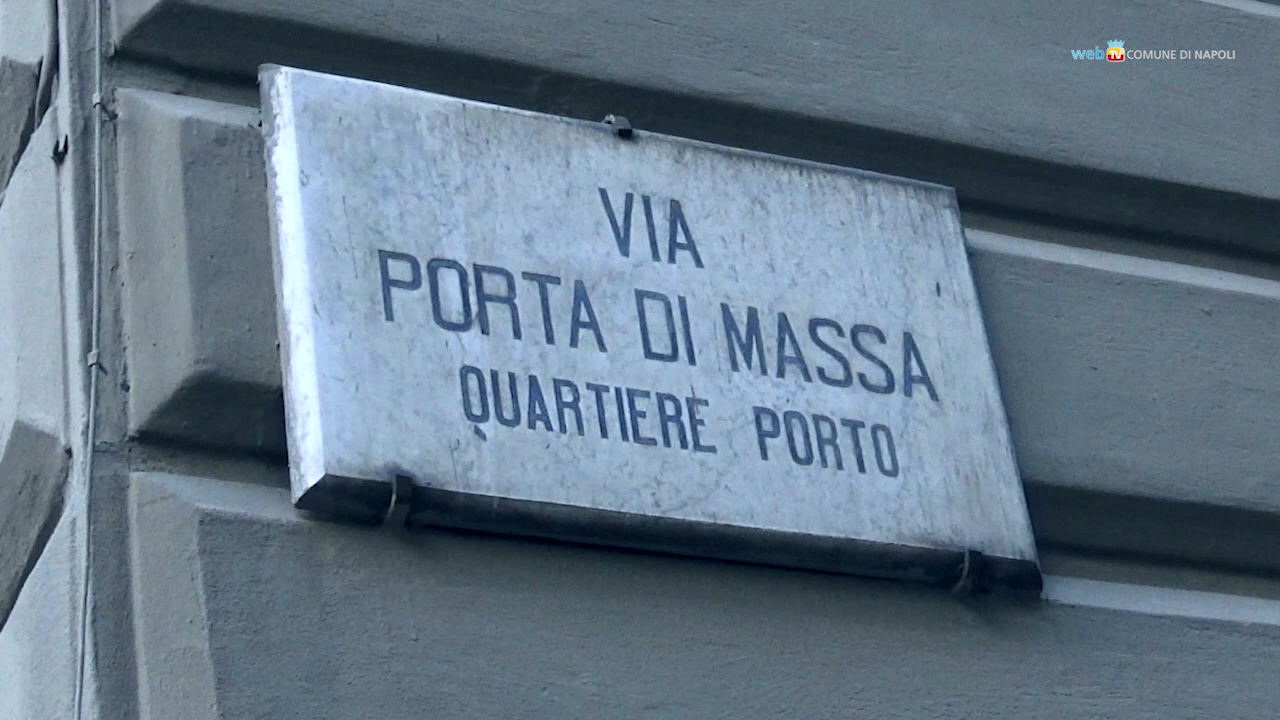 webTV COMUNE DI NAPOLI
VIA
PORTA DI MASSA
QUARTIERE PORTO